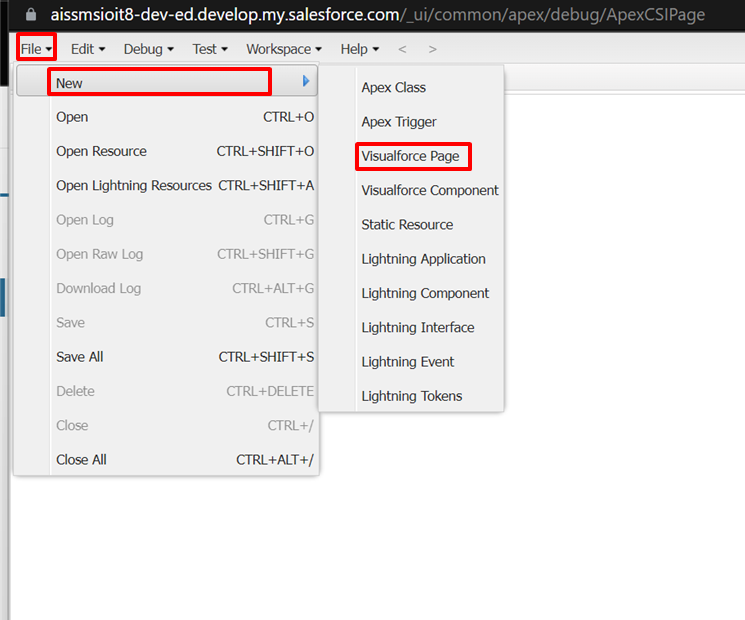 aissmsioit8-dev-ed.develop.my.salesforce.com/_ui/common/apex/debug/ApexCSIPage
File Edit Debug Test Workspace Help < >
New
Open CTRL+O
Open Resource CTRL+SHIFT+O
Open Lightning Resources CTRL+SHIFT+A
Open Log CTRL+G
Open Raw Log CTRL+SHIFT+G
Download Log CTRL+ALT+G
Save CTRL+S
Save All CTRL+SHIFT+S
Delete CTRL+DELETE
Close CTRL+/
Close All CTRL+ALT+/
Apex Class
Apex Trigger
Visualforce Page
Visualforce Component
Static Resource
Lightning Application
Lightning Component
Lightning Interface
Lightning Event
Lightning Tokens